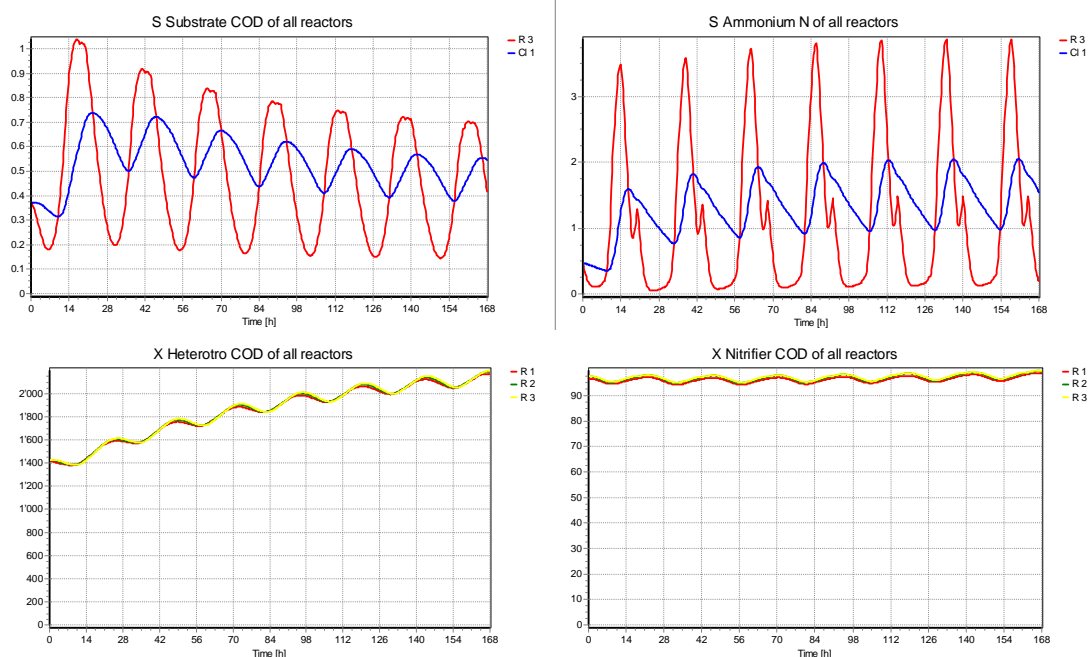 S Substrate COD of all reactors
R 3
Cl 1
1
0.9
0.8
0.7
0.6
0.5
0.4
0.3
0.2
0.1
0
0 14 28 42 56 70 84 98 112 126 140 154 168
Time [h]
S Ammonium N of all reactors
R 3
Cl 1
3
2
1
0
0 14 28 42 56 70 84 98 112 126 140 154 168
Time [h]
X Heterotro COD of all reactors
R 1
R 2
R 3
2'000
1'800
1'600
1'400
1'200
1'000
800
600
400
200
0
0 14 28 42 56 70 84 98 112 126 140 154 168
Time [h]
X Nitrifier COD of all reactors
R 1
R 2
R 3
90
80
70
60
50
40
30
20
10
0
0 14 28 42 56 70 84 98 112 126 140 154 168
Time [h]